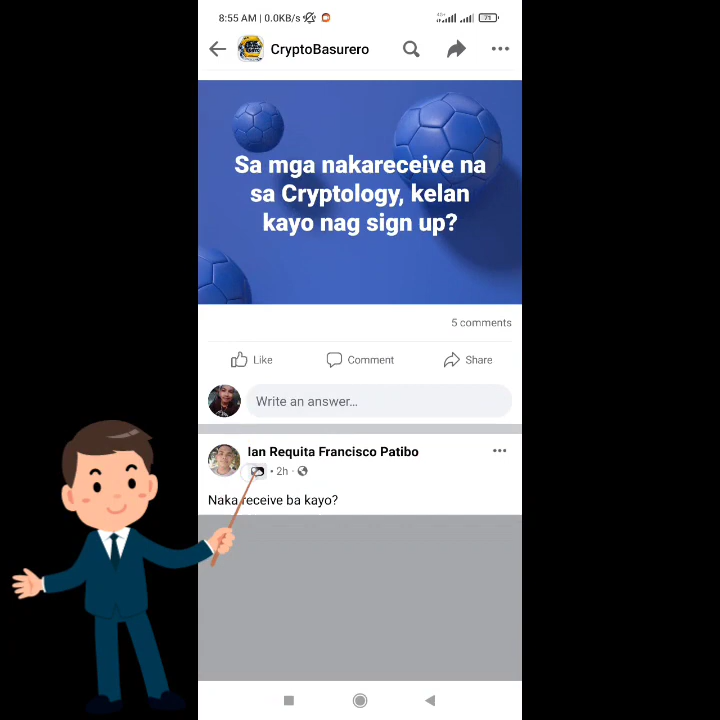 8:55 AM | 0.0KB/s
71
CryptoBasurero
Sa mga nakareceive na
sa Cryptology, kelan
kayo nag sign up?
5 comments
Like
Comment
Share
Write an answer...
Ian Requita Francisco Patibo
• 2h ·
Naka receive ba kayo?